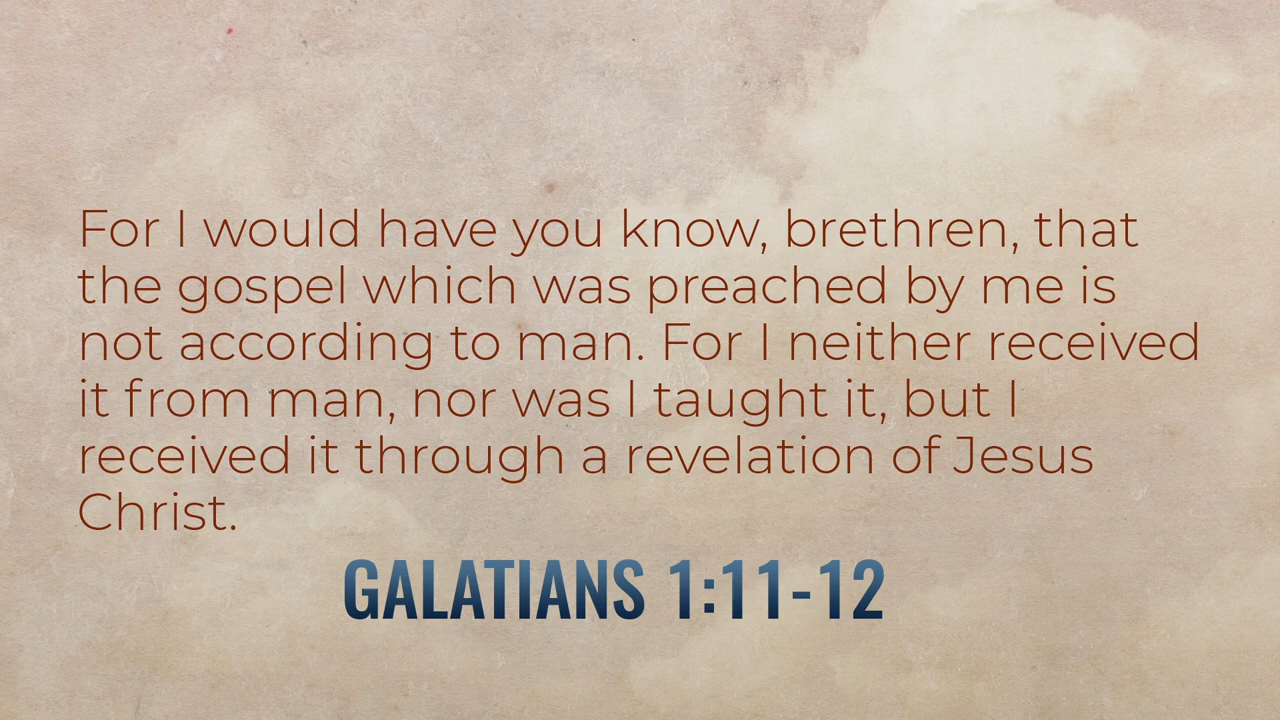 For I would have you know, brethren, that
the gospel which was preached by me is
not according to man. For I neither received
it from man, nor was I taught it, but I
received it through a revelation of Jesus
Christ.
GALATIANS 1:11-12